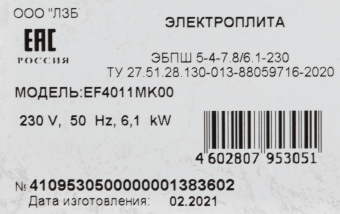 ООО "ЛЗБ
ЭЛЕКТРОПЛИТА
EAC
РОССИЯ
ЭБПШ 5-4-7.8/6.1-230
ТУ 27.51.28.130-013-88059716-2020
МОДЕЛЬ:EF4011MK00
230 V, 50 Hz, 6,1 kW
4 602807 953051
№ 4109530500000001383602
Дата изготовления: 02.2021